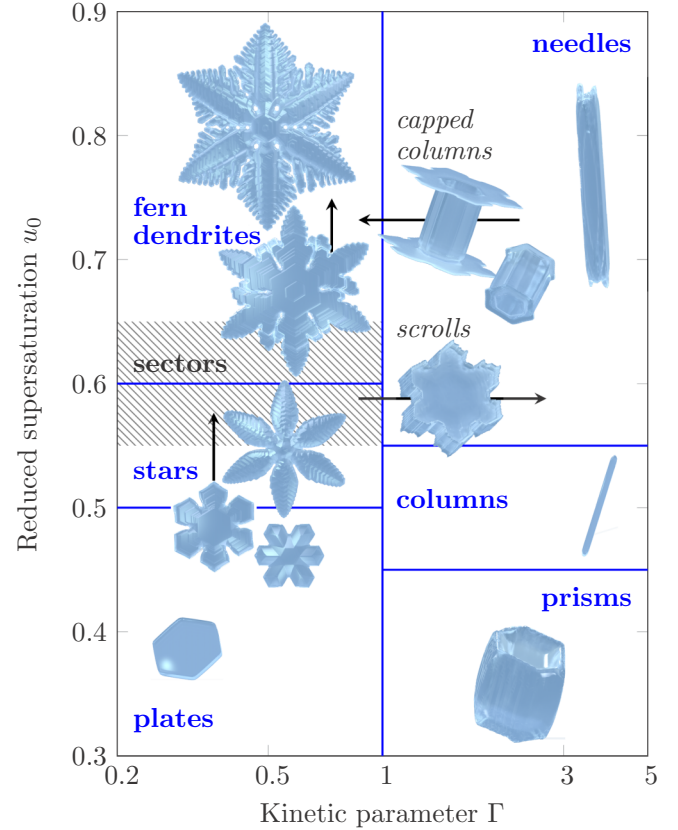 0.9
0.8
0.7
0.6
0.5
0.4
0.3
Reduced supersaturation u₀
needles
capped
columns
fern
dendrites
scrolls
sectors
stars
columns
prisms
plates
0.2
0.5
1
3
5
Kinetic parameter Γ